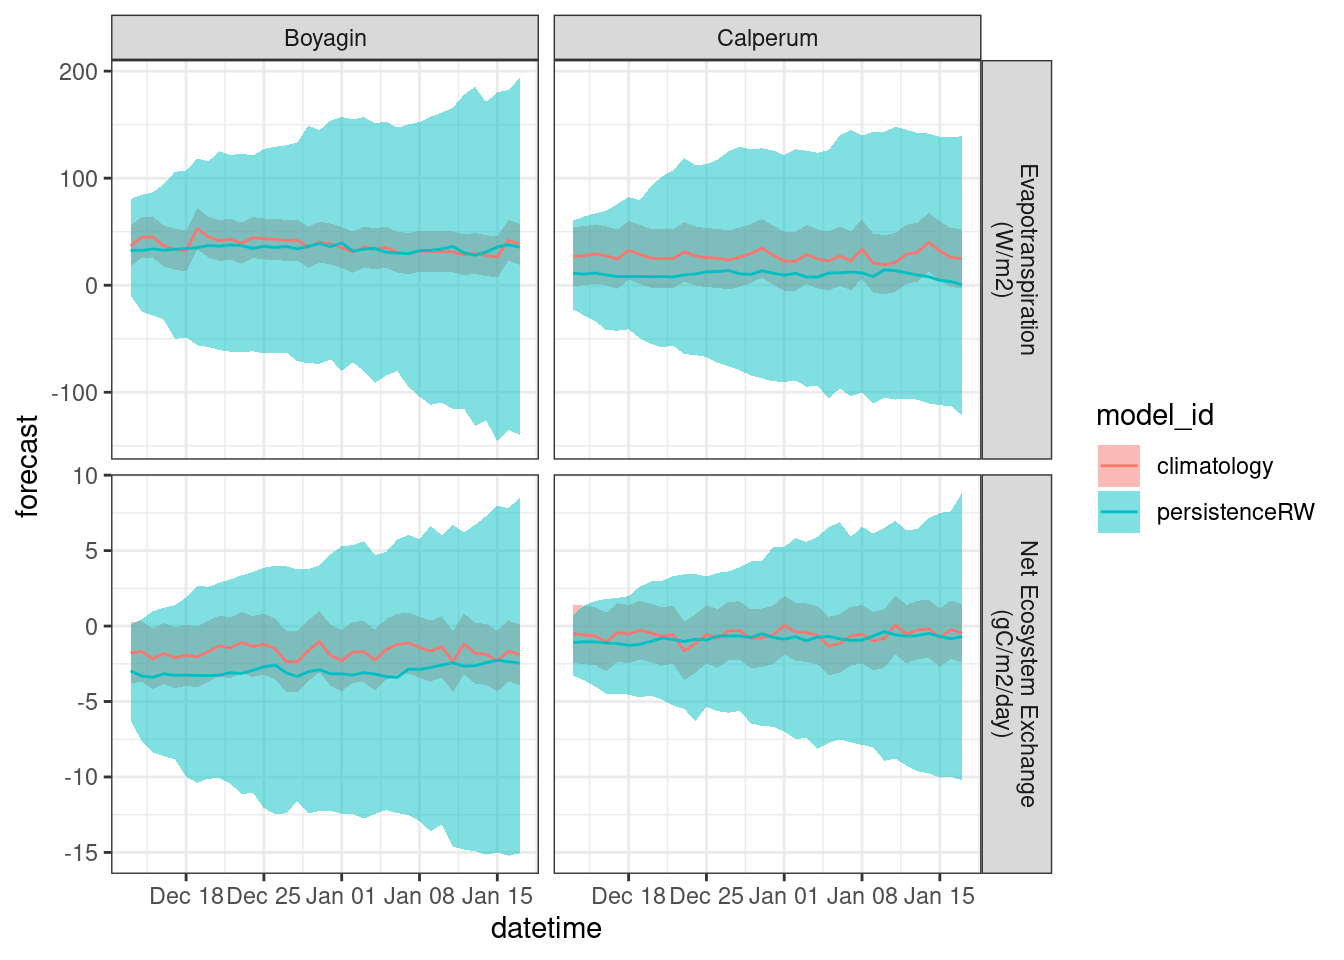 Boyagin
Calperum
200
100
0
-100
Evapotranspiration
(W/m2)
10
5
0
-5
-10
-15
Net Ecosystem Exchange
(gC/m2/day)
Dec 18 Dec 25 Jan 01 Jan 08 Jan 15
Dec 18 Dec 25 Jan 01 Jan 08 Jan 15
datetime
forecast
model_id
climatology
persistenceRW